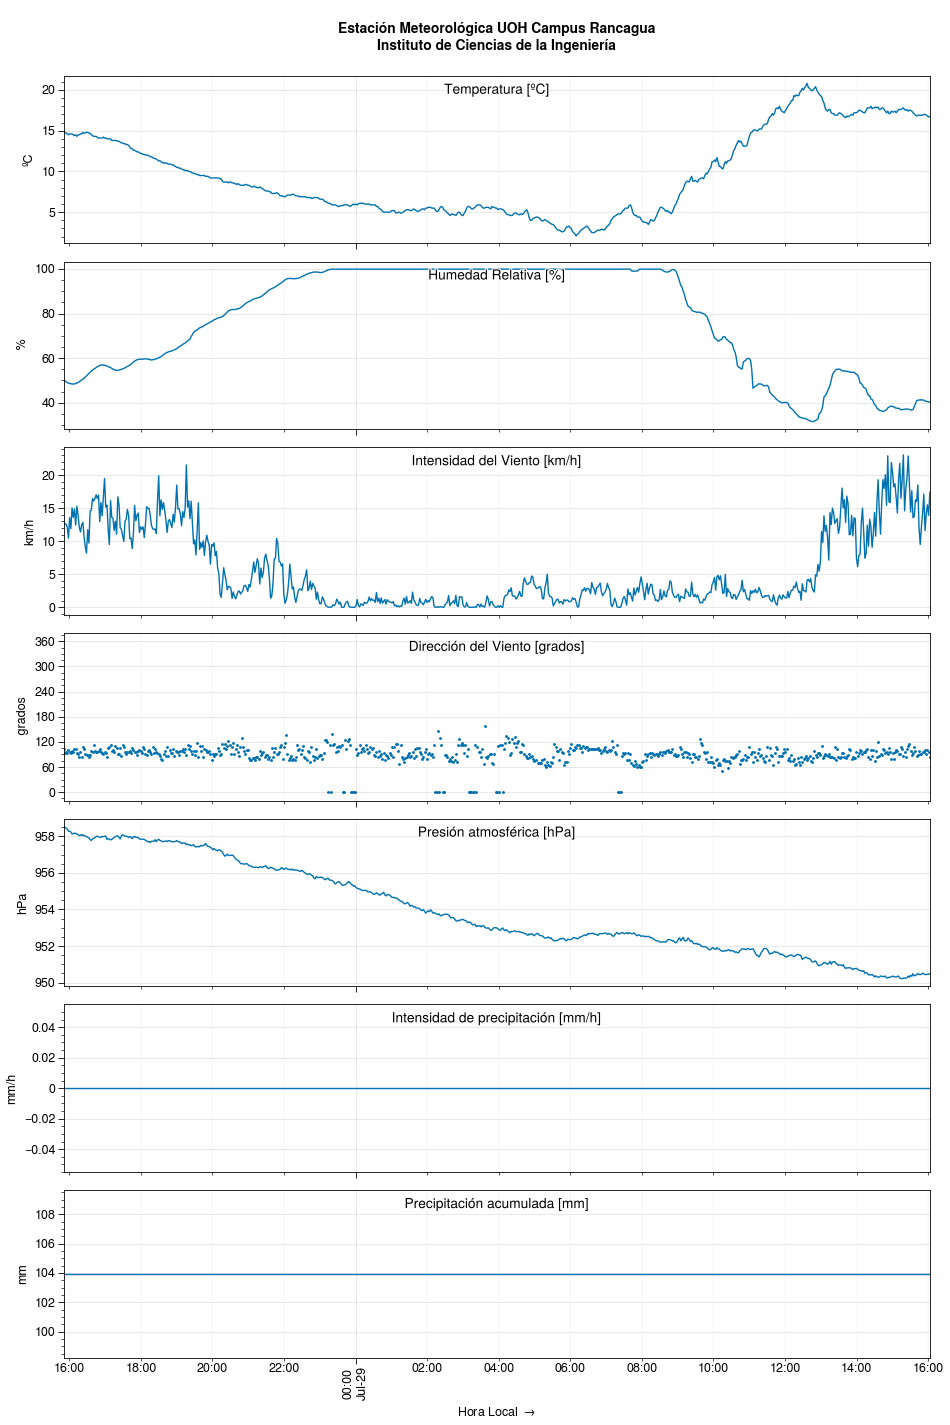 Estación Meteorológica UOH Campus Rancagua
Instituto de Ciencias de la Ingeniería
Temperatura [ºC]
20
15
10
5
ºC
Humedad Relativa [%]
100
80
60
40
%
Intensidad del Viento [km/h]
20
15
10
5
0
km/h
Dirección del Viento [grados]
360
300
240
180
120
60
0
grados
Presión atmosférica [hPa]
958
956
954
952
950
hPa
Intensidad de precipitación [mm/h]
0.04
0.02
0
−0.02
−0.04
mm/h
Precipitación acumulada [mm]
108
106
104
102
100
mm
16:00 18:00 20:00 22:00 00:00 02:00 04:00 06:00 08:00 10:00 12:00 14:00 16:00
Jul-29
Hora Local →